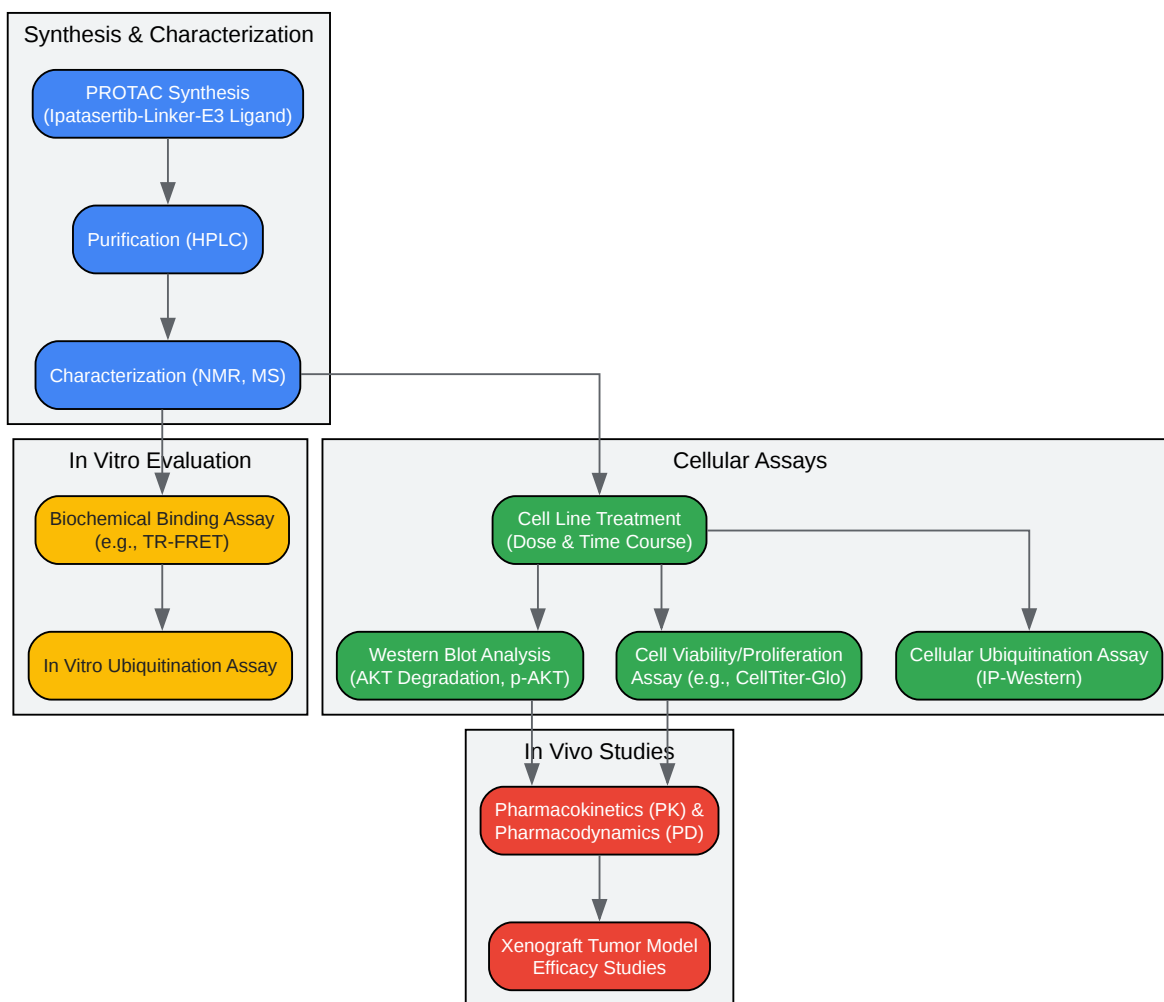 Synthesis & Characterization
PROTAC Synthesis
(Ipatasertib-Linker-E3 Ligand)
Purification (HPLC)
Characterization (NMR, MS)
In Vitro Evaluation
Biochemical Binding Assay
(e.g., TR-FRET)
In Vitro Ubiquitination Assay
Cellular Assays
Cell Line Treatment
(Dose & Time Course)
Western Blot Analysis
(AKT Degradation, p-AKT)
Cell Viability/Proliferation
Assay (e.g., CellTiter-Glo)
Cellular Ubiquitination Assay
(IP-Western)
In Vivo Studies
Pharmacokinetics (PK) &
Pharmacodynamics (PD)
Xenograft Tumor Model
Efficacy Studies